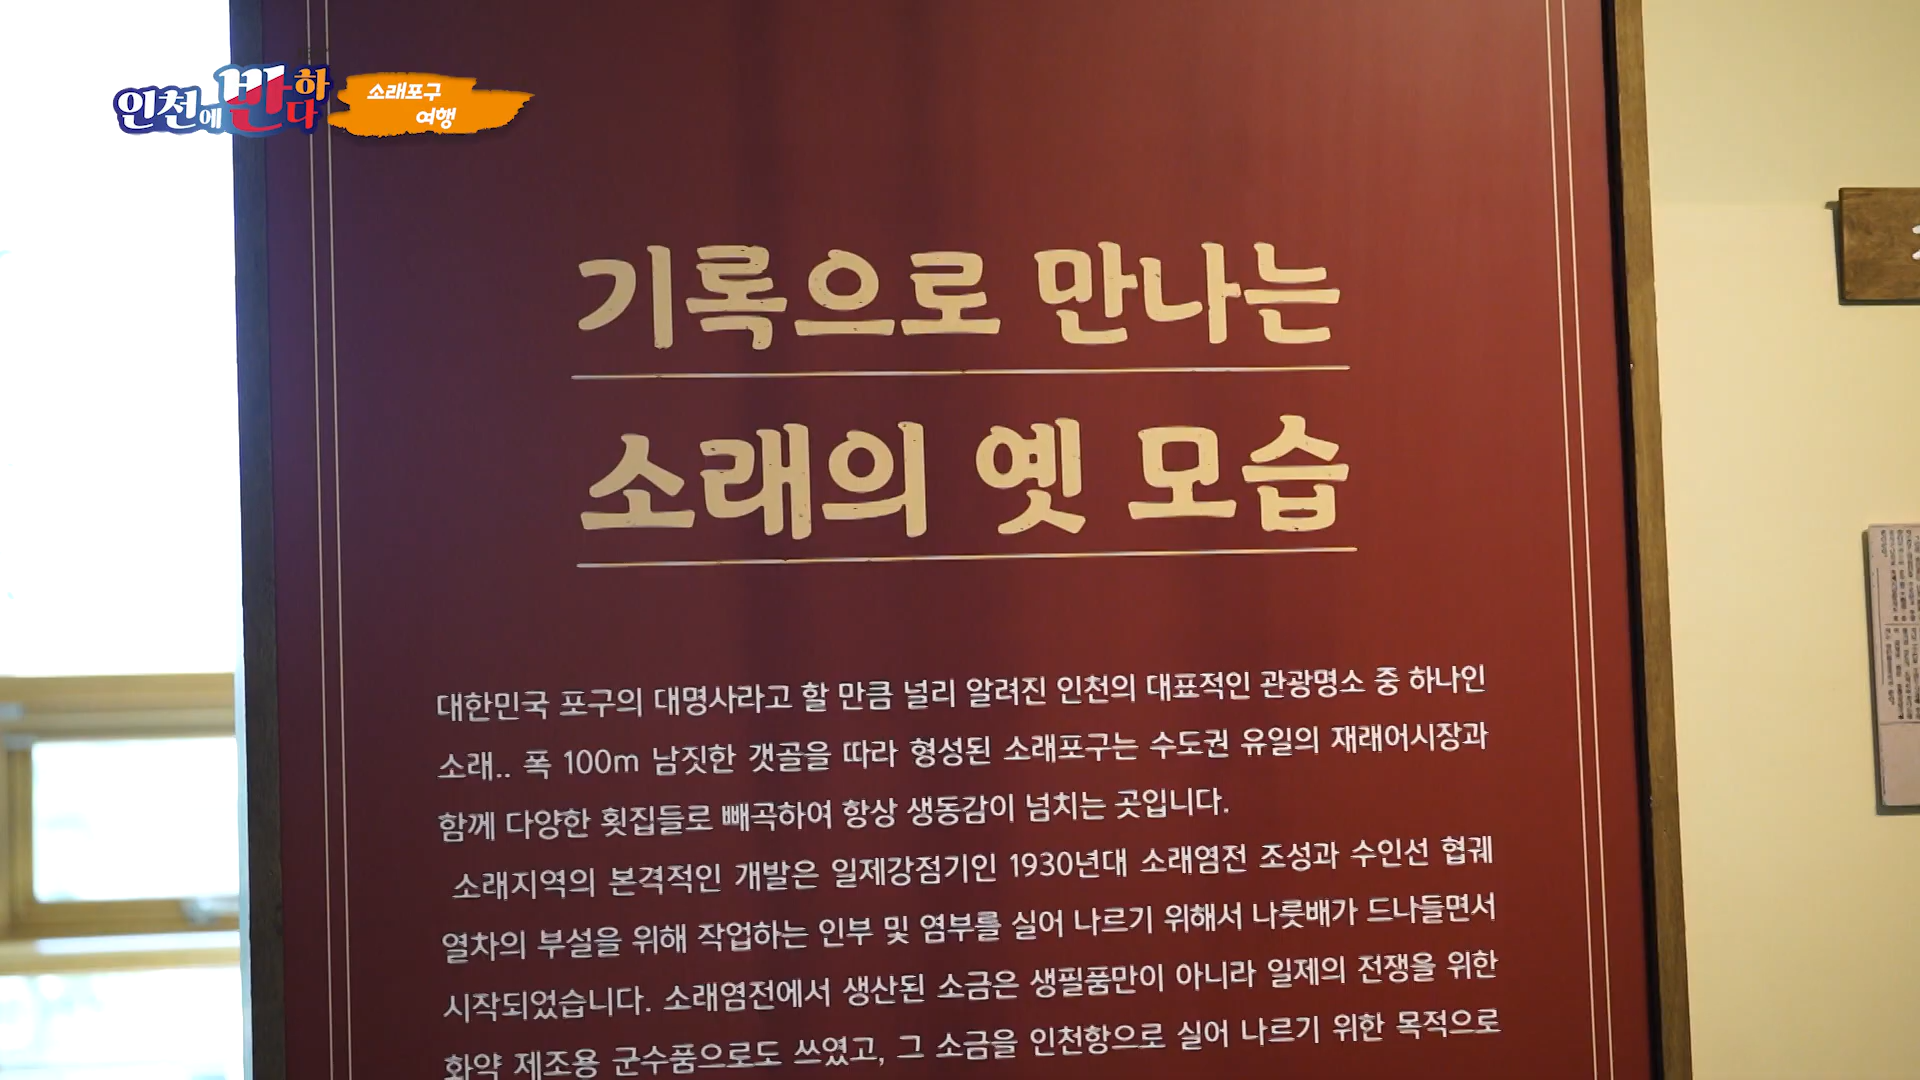 인천에 반하다
소래포구
여행
기록으로 만나는
소래의 옛 모습
대한민국 포구의 대명사라고 할 만큼 널리 알려진 인천의 대표적인 관광명소 중 하나인
소래.. 폭 100m 남짓한 갯골을 따라 형성된 소래포구는 수도권 유일의 재래어시장과
함께 다양한 횟집들로 빼곡하여 항상 생동감이 넘치는 곳입니다.
소래지역의 본격적인 개발은 일제강점기인 1930년대 소래염전 조성과 수인선 협궤
열차의 부설을 위해 작업하는 인부 및 염부를 실어 나르기 위해서 나룻배가 드나들면서
시작되었습니다. 소래염전에서 생산된 소금은 생필품만이 아니라 일제의 전쟁을 위한
화약 제조용 군수품으로도 쓰였고, 그 소금을 인천항으로 실어 나르기 위한 목적으로